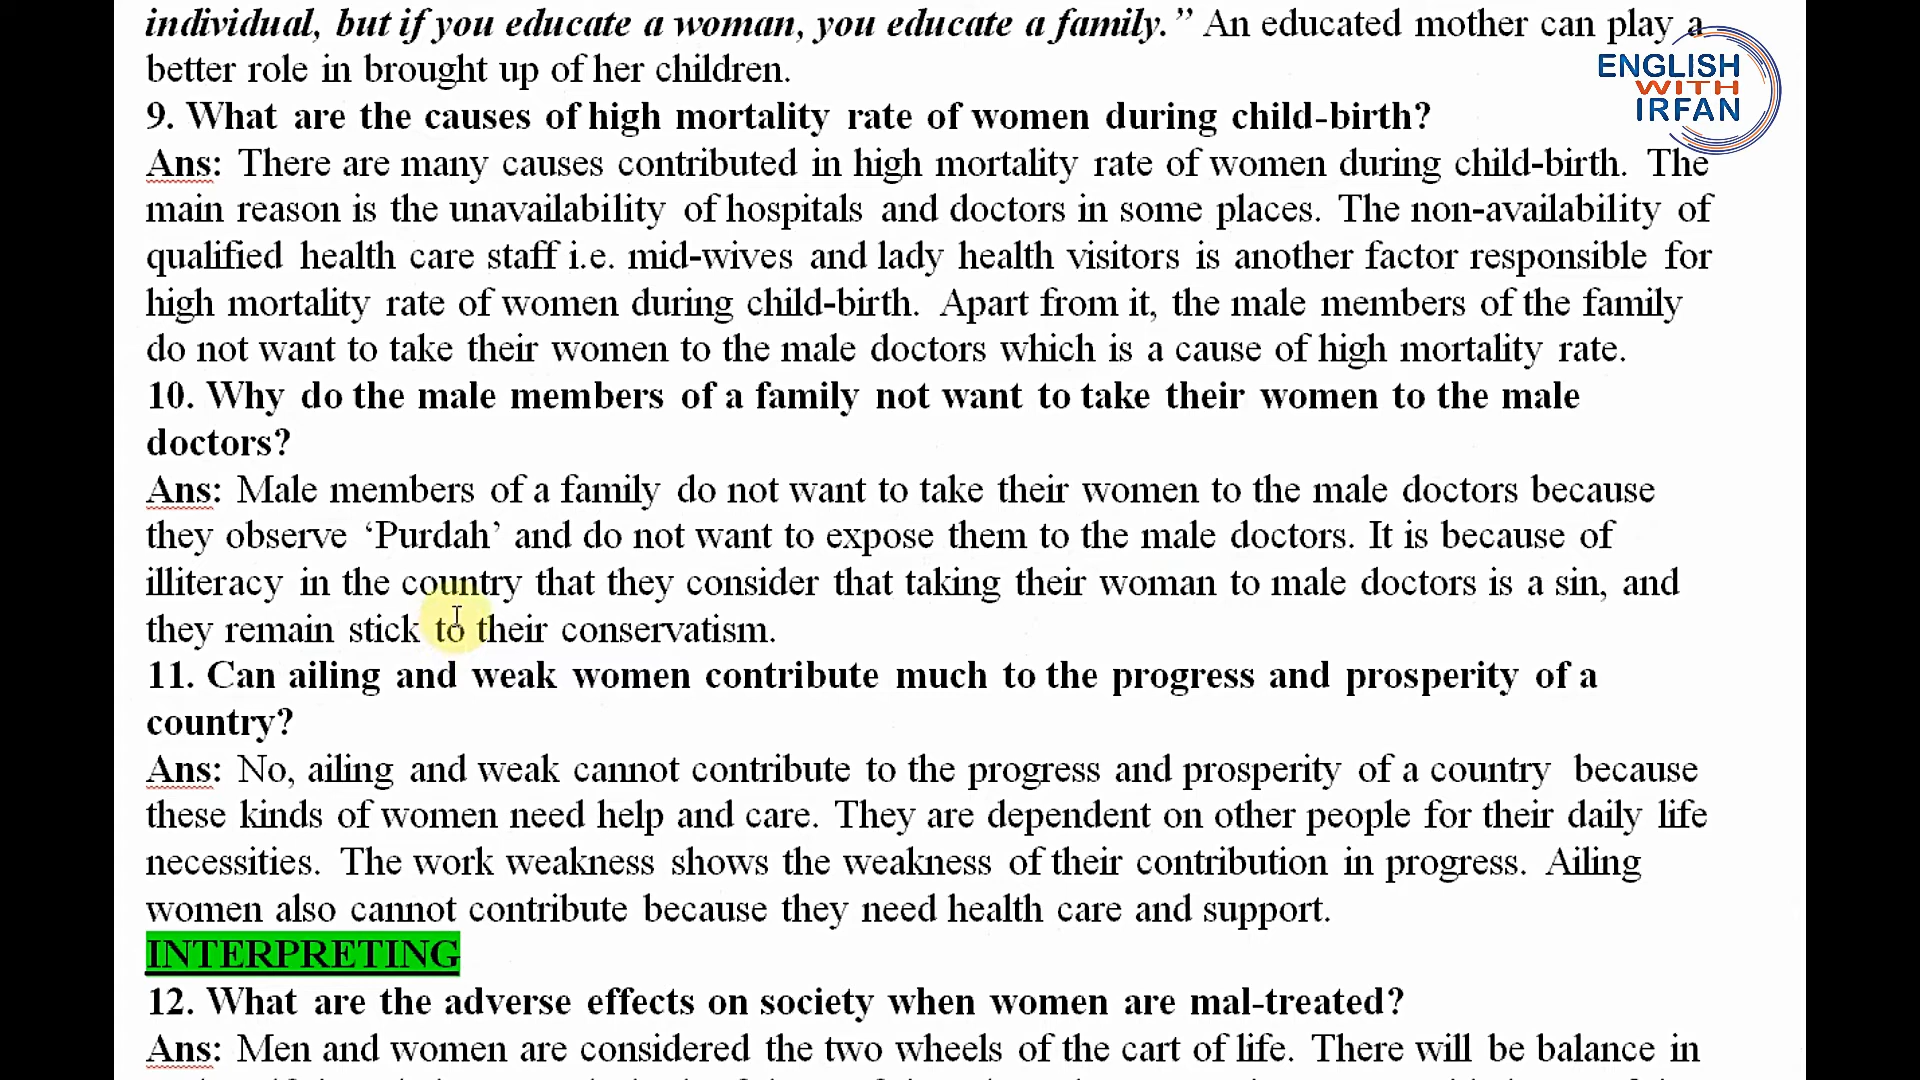 individual, but if you educate a woman, you educate a family.” An educated mother can play a
better role in brought up of her children.
ENGLISH
WITH
IRFAN
9. What are the causes of high mortality rate of women during child-birth?
Ans: There are many causes contributed in high mortality rate of women during child-birth. The
main reason is the unavailability of hospitals and doctors in some places. The non-availability of
qualified health care staff i.e. mid-wives and lady health visitors is another factor responsible for
high mortality rate of women during child-birth. Apart from it, the male members of the family
do not want to take their women to the male doctors which is a cause of high mortality rate.
10. Why do the male members of a family not want to take their women to the male
doctors?
Ans: Male members of a family do not want to take their women to the male doctors because
they observe ‘Purdah’ and do not want to expose them to the male doctors. It is because of
illiteracy in the country that they consider that taking their woman to male doctors is a sin, and
they remain stick to their conservatism.
11. Can ailing and weak women contribute much to the progress and prosperity of a
country?
Ans: No, ailing and weak cannot contribute to the progress and prosperity of a country because
these kinds of women need help and care. They are dependent on other people for their daily life
necessities. The work weakness shows the weakness of their contribution in progress. Ailing
women also cannot contribute because they need health care and support.
INTERPRETING
12. What are the adverse effects on society when women are mal-treated?
Ans: Men and women are considered the two wheels of the cart of life. There will be balance in